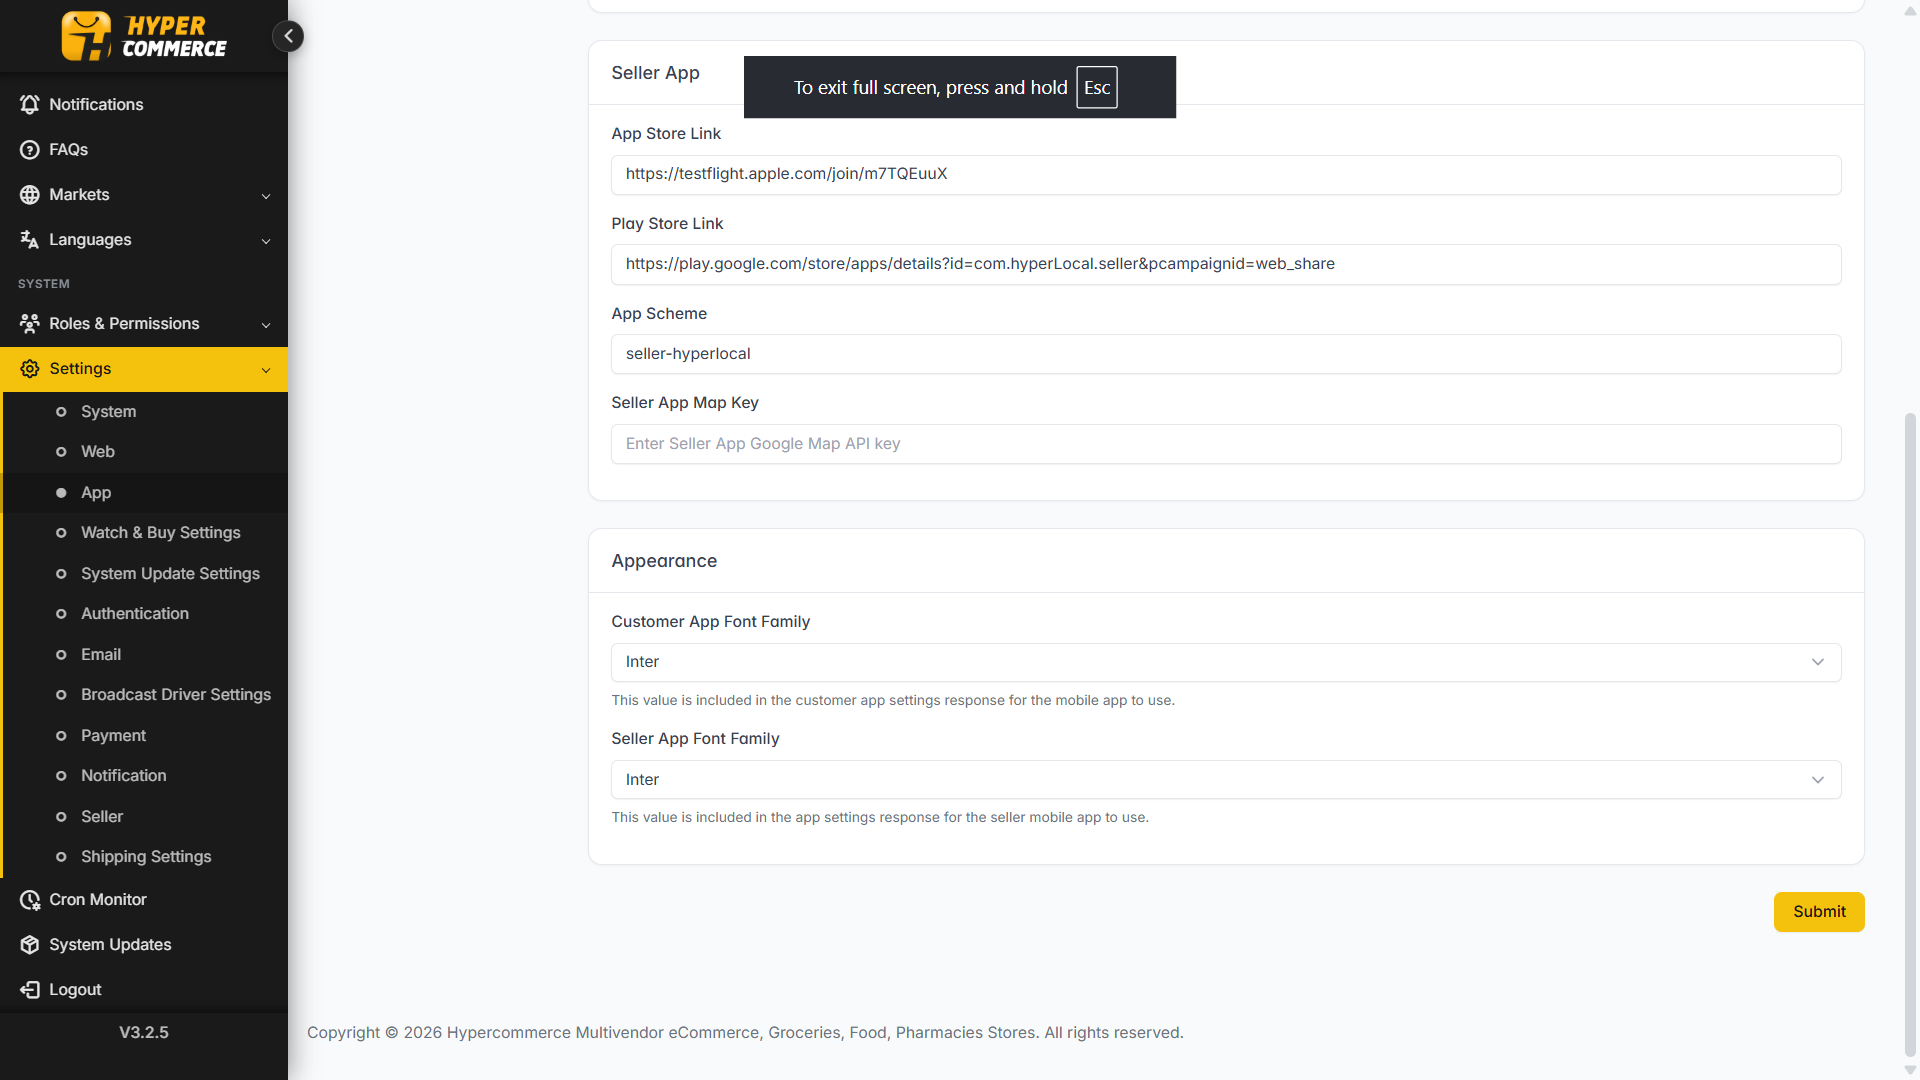 HYPER
COMMERCE
Notifications
FAQs
Markets
Languages
SYSTEM
Roles & Permissions
Settings
System
Web
App
Watch & Buy Settings
System Update Settings
Authentication
Email
Broadcast Driver Settings
Payment
Notification
Seller
Shipping Settings
Cron Monitor
System Updates
Logout
V3.2.5
Seller App
To exit full screen, press and hold Esc
App Store Link
https://testflight.apple.com/join/m7TQEuuX
Play Store Link
https://play.google.com/store/apps/details?id=com.hyperLocal.seller&pcampaignid=web_share
App Scheme
seller-hyperlocal
Seller App Map Key
Enter Seller App Google Map API key
Appearance
Customer App Font Family
Inter
This value is included in the customer app settings response for the mobile app to use.
Seller App Font Family
Inter
This value is included in the app settings response for the seller mobile app to use.
Submit
Copyright © 2026 Hypercommerce Multivendor eCommerce, Groceries, Food, Pharmacies Stores. All rights reserved.